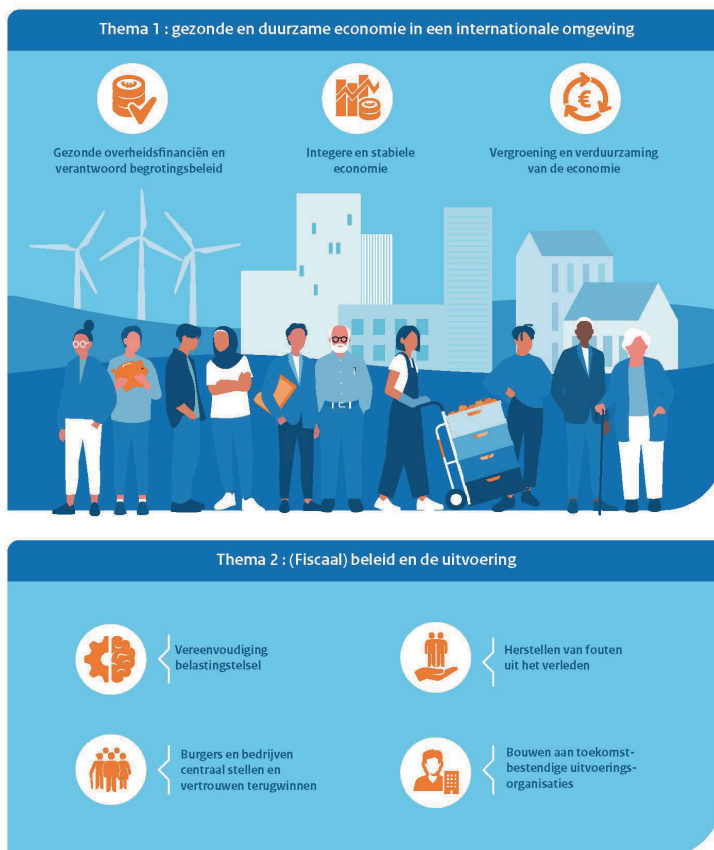 Thema 1 : gezonde en duurzame economie in een internationale omgeving
Gezonde overheidsfinanciën en
verantwoord begrotingsbeleid
Integere en stabiele
economie
Vergroening en verduurzaming
van de economie
Thema 2 : (Fiscaal) beleid en de uitvoering
Vereenvoudiging
belastingstelsel
Herstellen van fouten
uit het verleden
Burgers en bedrijven
centraal stellen en
vertrouwen terugwinnen
Bouwen aan toekomst-
bestendige uitvoerings-
organisaties